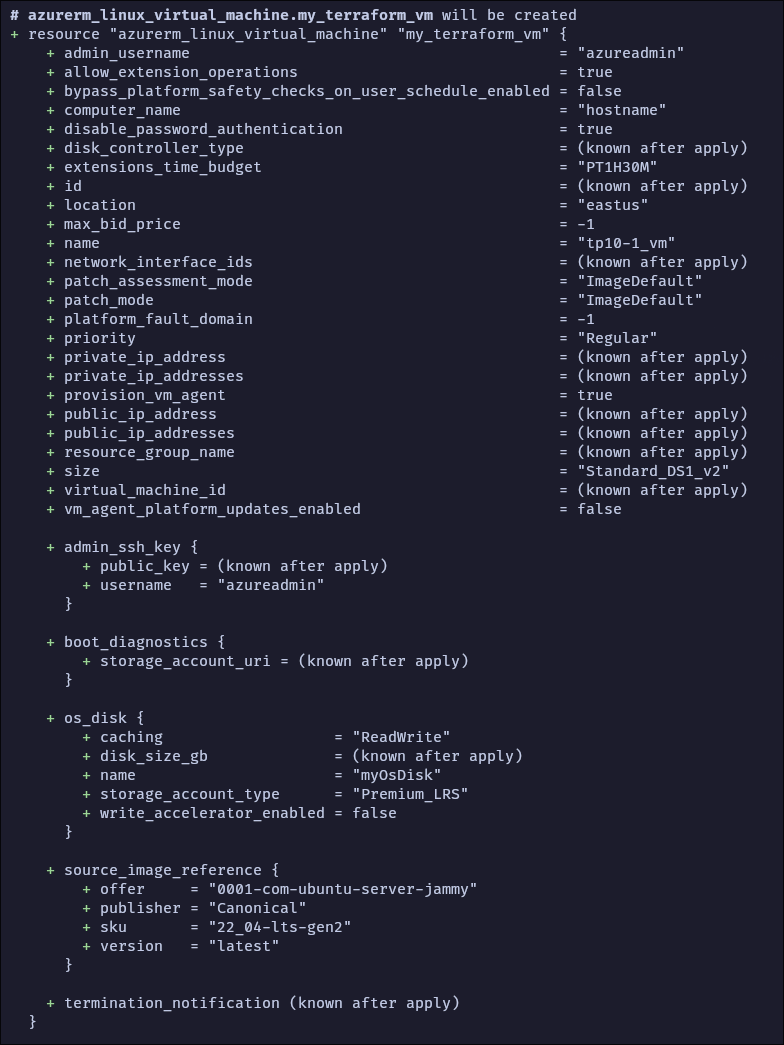 # azurerm_linux_virtual_machine.my_terraform_vm will be created
+ resource "azurerm_linux_virtual_machine" "my_terraform_vm" {
    + admin_username                                         = "azureadmin"
    + allow_extension_operations                             = true
    + bypass_platform_safety_checks_on_user_schedule_enabled = false
    + computer_name                                          = "hostname"
    + disable_password_authentication                        = true
    + disk_controller_type                                   = (known after apply)
    + extensions_time_budget                                 = "PT1H30M"
    + id                                                     = (known after apply)
    + location                                               = "eastus"
    + max_bid_price                                          = -1
    + name                                                   = "tp10-1_vm"
    + network_interface_ids                                  = (known after apply)
    + patch_assessment_mode                                  = "ImageDefault"
    + patch_mode                                             = "ImageDefault"
    + platform_fault_domain                                  = -1
    + priority                                               = "Regular"
    + private_ip_address                                     = (known after apply)
    + private_ip_addresses                                   = (known after apply)
    + provision_vm_agent                                     = true
    + public_ip_address                                      = (known after apply)
    + public_ip_addresses                                    = (known after apply)
    + resource_group_name                                    = (known after apply)
    + size                                                   = "Standard_DS1_v2"
    + virtual_machine_id                                     = (known after apply)
    + vm_agent_platform_updates_enabled                      = false

    + admin_ssh_key {
        + public_key = (known after apply)
        + username   = "azureadmin"
      }

    + boot_diagnostics {
        + storage_account_uri = (known after apply)
      }

    + os_disk {
        + caching                   = "ReadWrite"
        + disk_size_gb              = (known after apply)
        + name                      = "myOsDisk"
        + storage_account_type      = "Premium_LRS"
        + write_accelerator_enabled = false
      }

    + source_image_reference {
        + offer     = "0001-com-ubuntu-server-jammy"
        + publisher = "Canonical"
        + sku       = "22_04-lts-gen2"
        + version   = "latest"
      }

    + termination_notification (known after apply)
  }